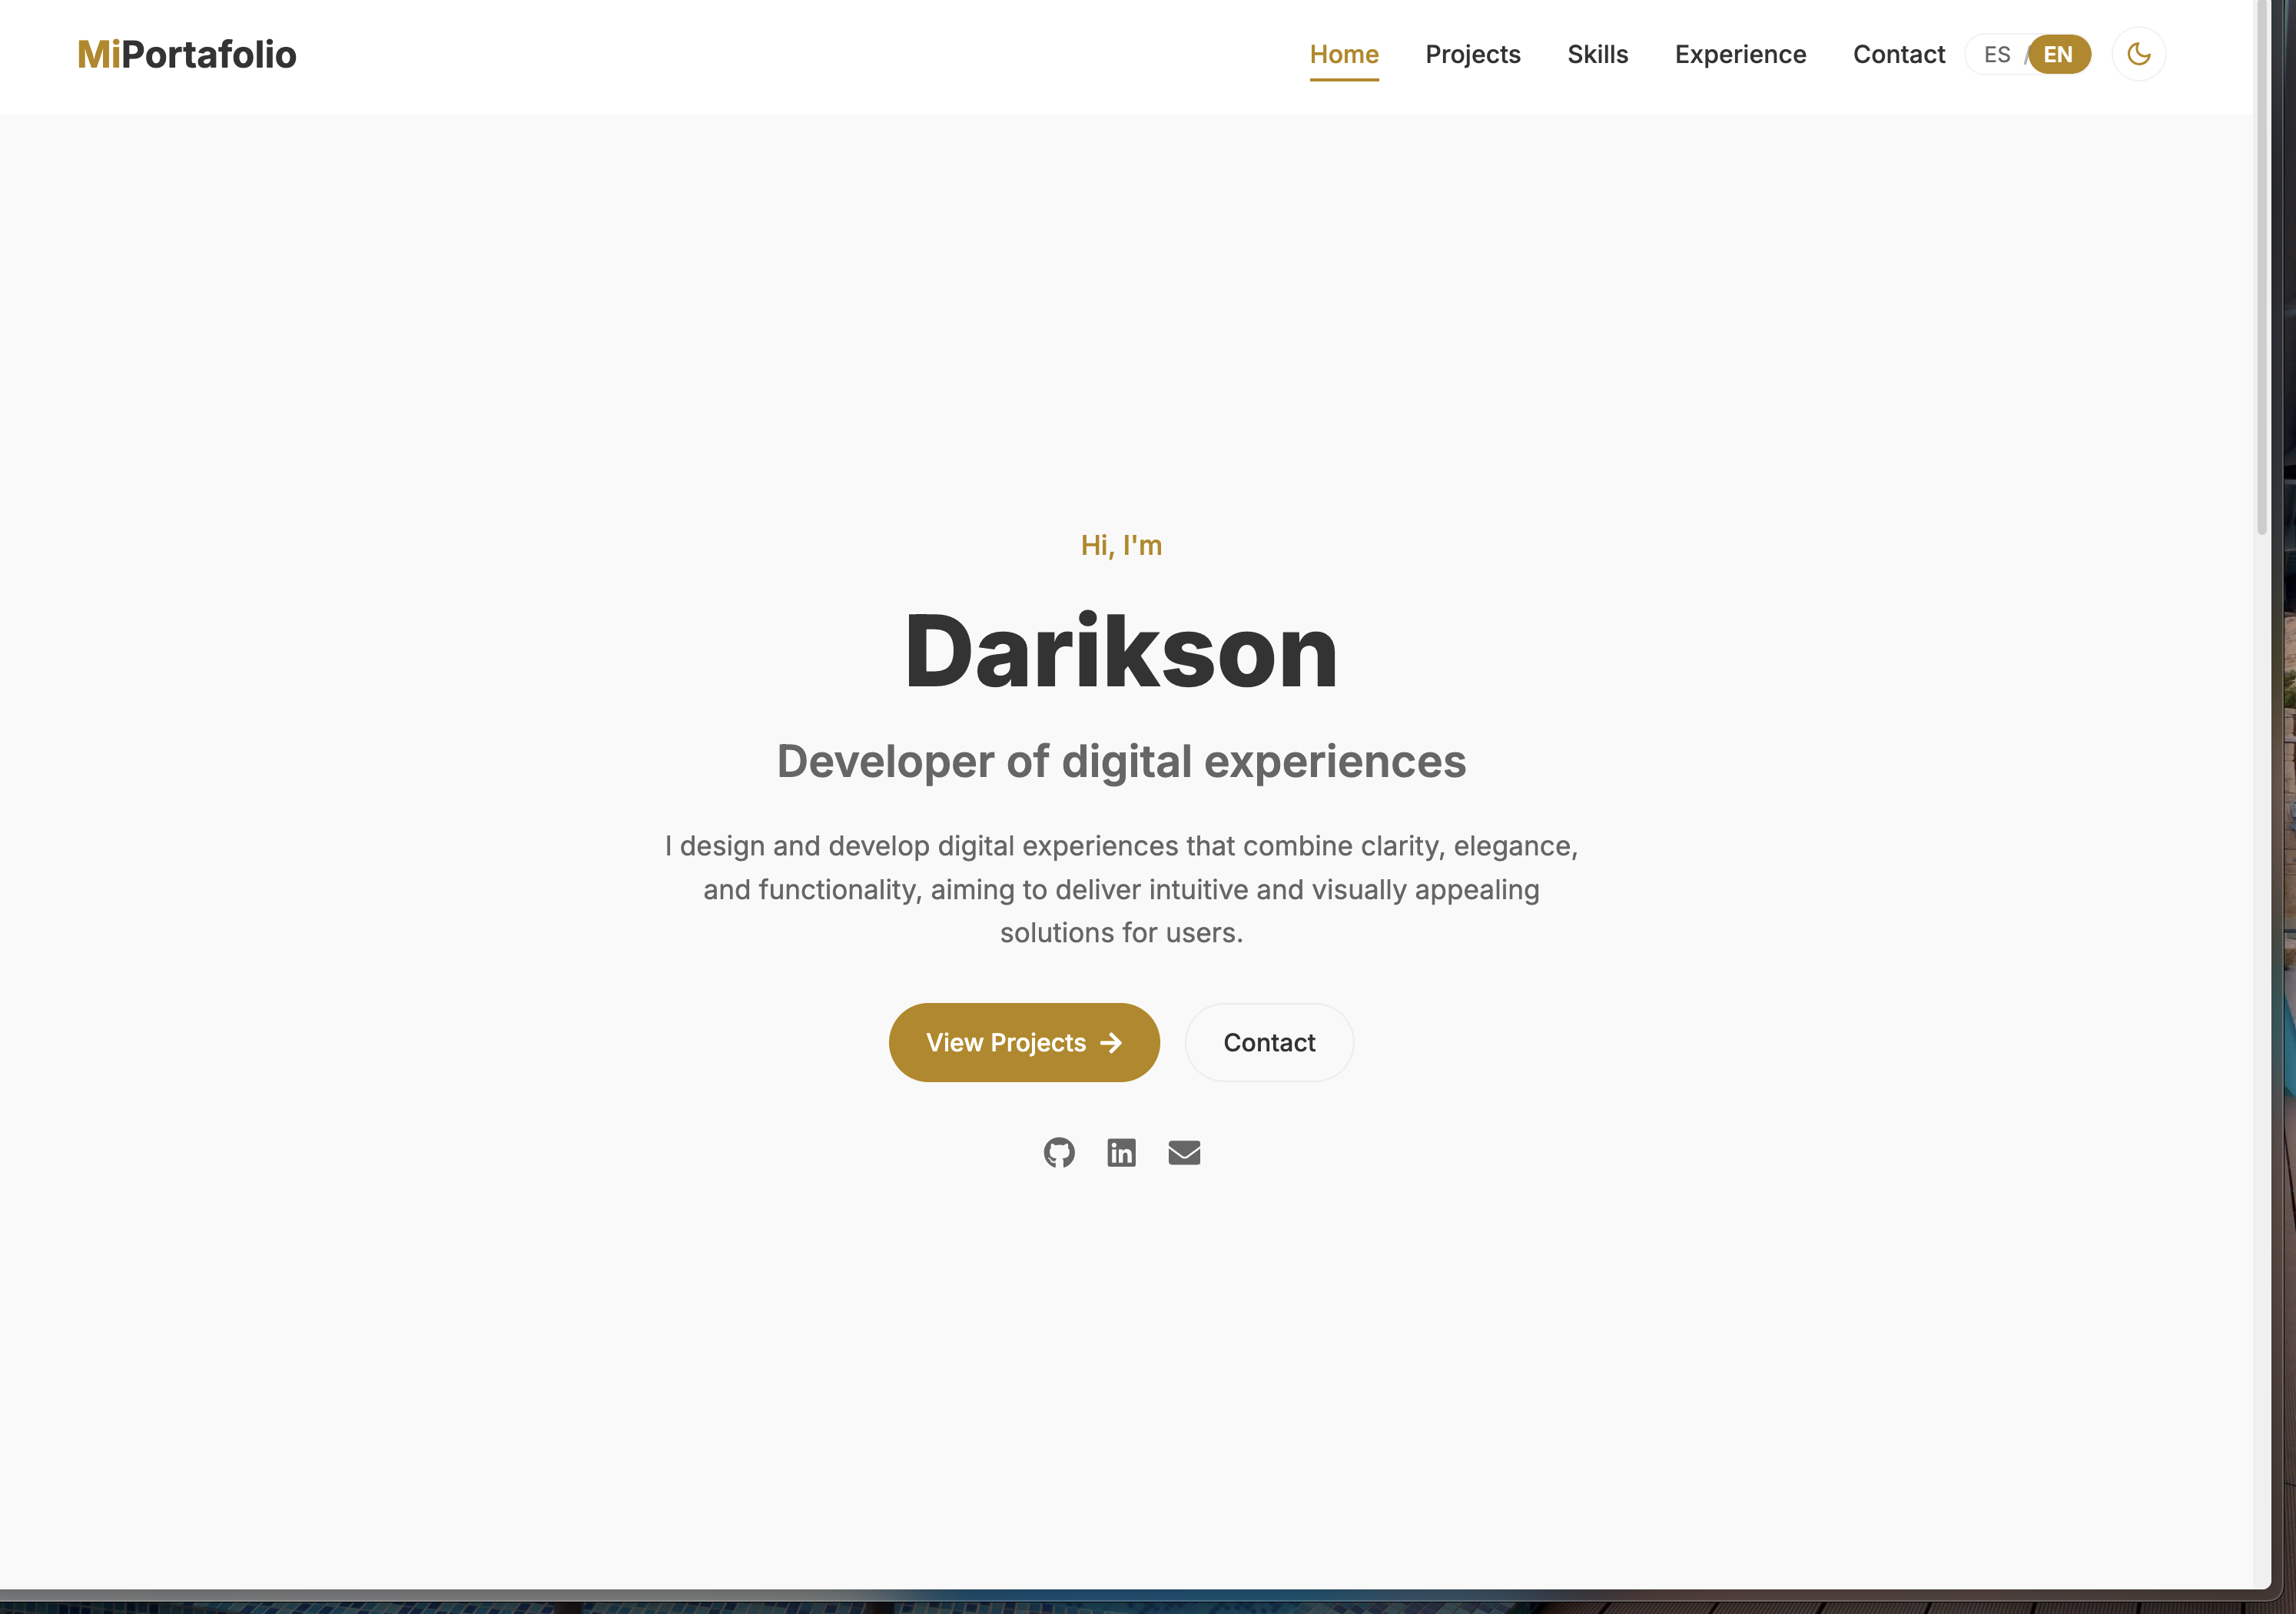 MiPortafolio
Home Projects Skills Experience Contact ES / EN
Hi, I'm
Darikson
Developer of digital experiences
I design and develop digital experiences that combine clarity, elegance,
and functionality, aiming to deliver intuitive and visually appealing
solutions for users.
View Projects → Contact